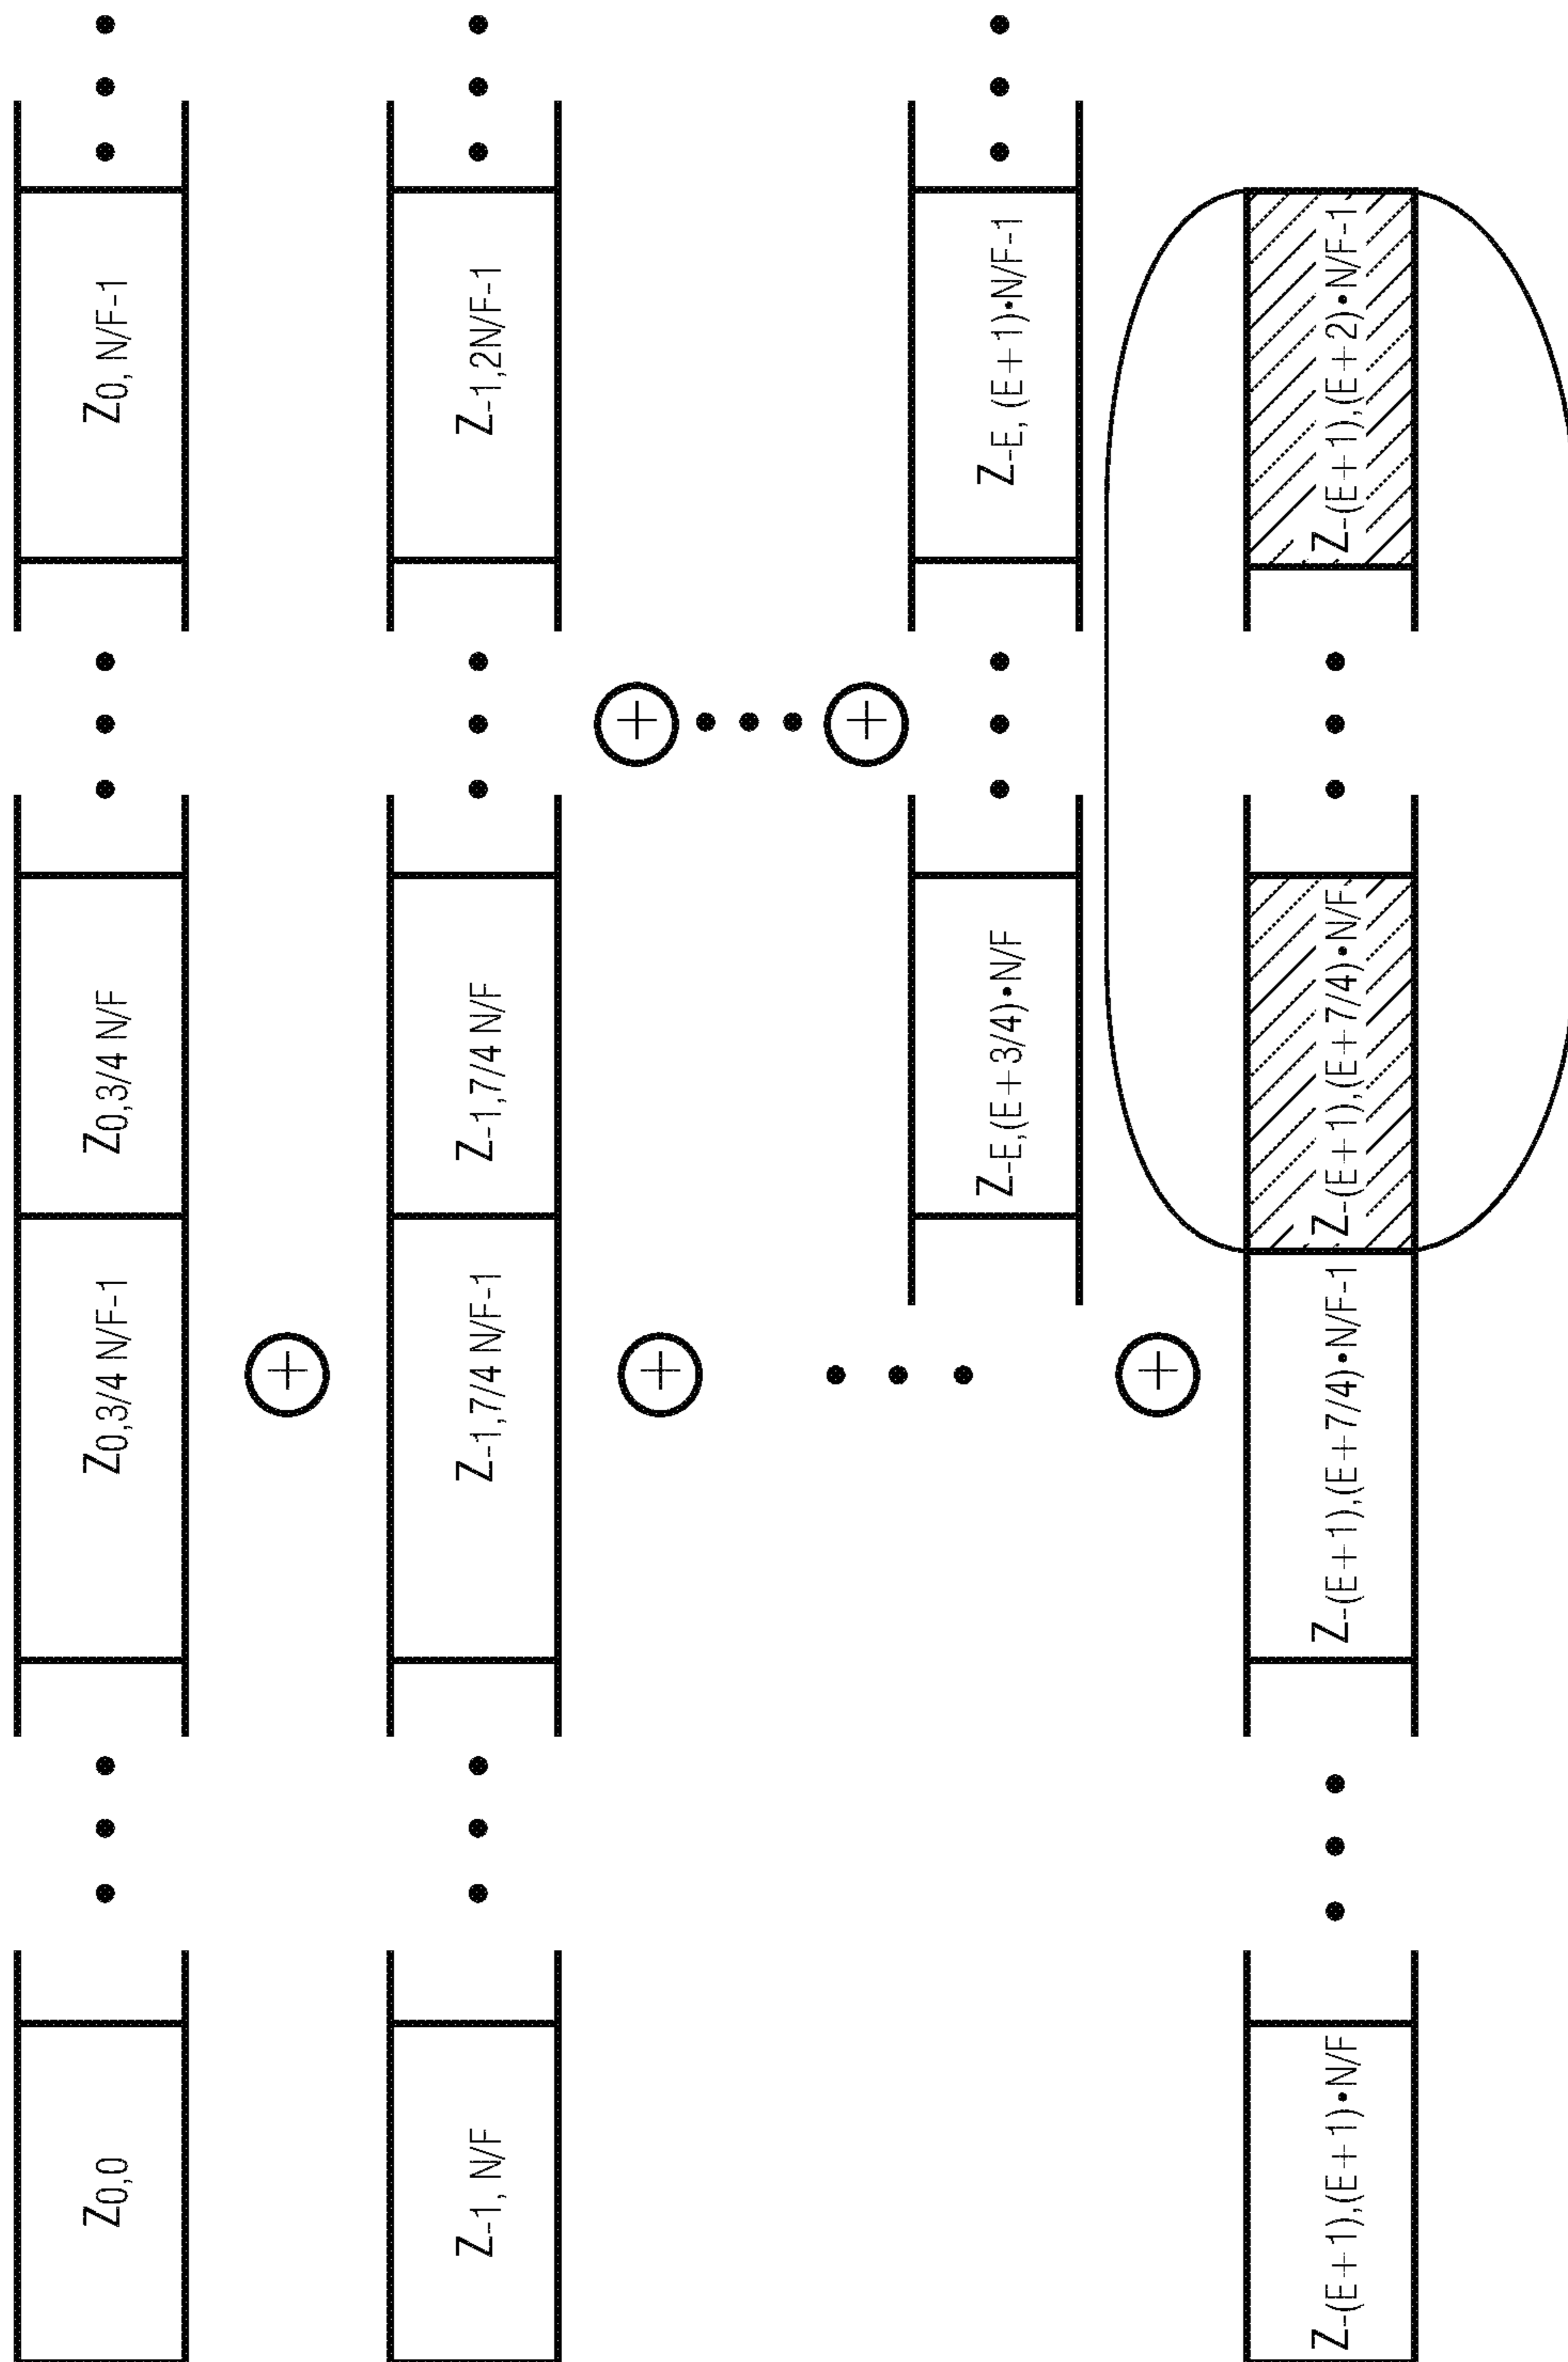 Z0,0
Z0,3/4 N/F-1
Z0,3/4 N/F
Z0, N/F-1
+
Z-1, N/F
Z-1,7/4 N/F-1
Z-1,7/4 N/F
Z-1,2N/F-1
+
+
+
Z-E,(E+3/4)•N/F
Z-E, (E+1)•N/F-1
+
Z-(E+1),(E+1)•N/F
Z-(E+1),(E+7/4)•N/F-1
Z-(E+1),(E+7/4)•N/F
Z-(E+1),(E+2)•N/F-1